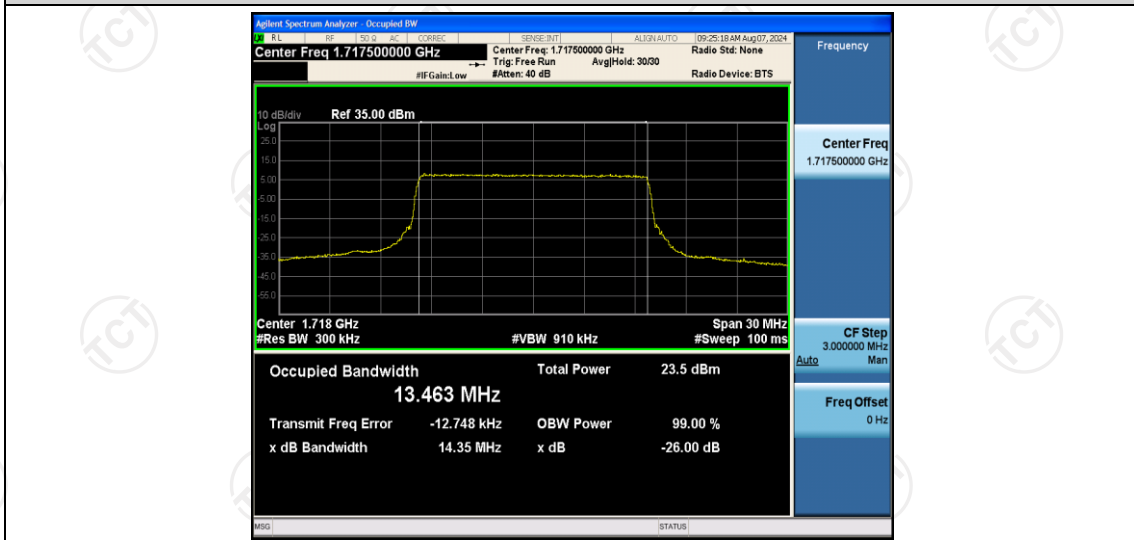 Agilent Spectrum Analyzer - Occupied BW
LXI RL RF 50 Ω AC CORREC SENSE:INT ALIGN AUTO 09:25:18 AM Aug 07, 2024
Center Freq 1.717500000 GHz Center Freq: 1.717500000 GHz Radio Std: None
Trig: Free Run Avg|Hold: 30/30
#IFGain:Low #Atten: 40 dB Radio Device: BTS
Frequency
10 dB/div Ref 35.00 dBm
Log
25.0
15.0
5.00
-5.00
-15.0
-25.0
-35.0
-45.0
-55.0
Center Freq
1.717500000 GHz
Center 1.718 GHz Span 30 MHz
#Res BW 300 kHz #VBW 910 kHz #Sweep 100 ms
CF Step
3.000000 MHz
Auto Man
Occupied Bandwidth Total Power 23.5 dBm
13.463 MHz
Transmit Freq Error -12.748 kHz OBW Power 99.00 %
x dB Bandwidth 14.35 MHz x dB -26.00 dB
Freq Offset
0 Hz
MSG STATUS
TCT
TCT
TCT
TCT